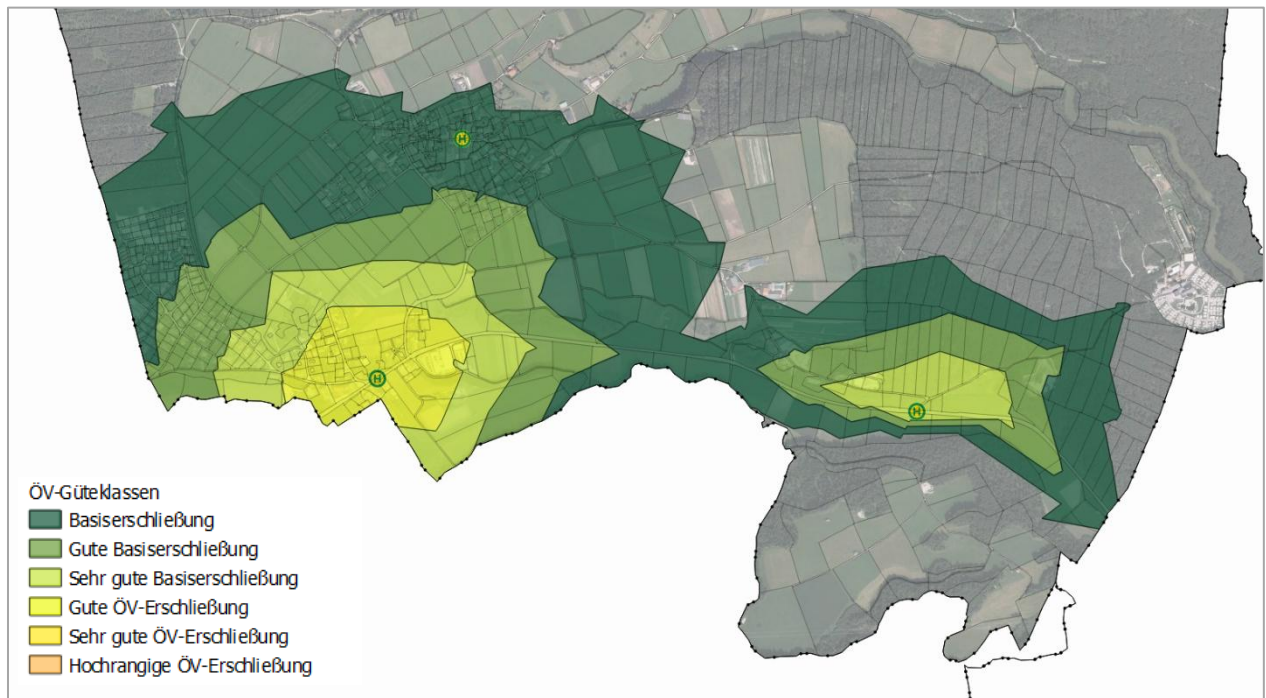 H
H
H
ÖV-Güteklassen
Basiserschließung
Gute Basiserschließung
Sehr gute Basiserschließung
Gute ÖV-Erschließung
Sehr gute ÖV-Erschließung
Hochrangige ÖV-Erschließung